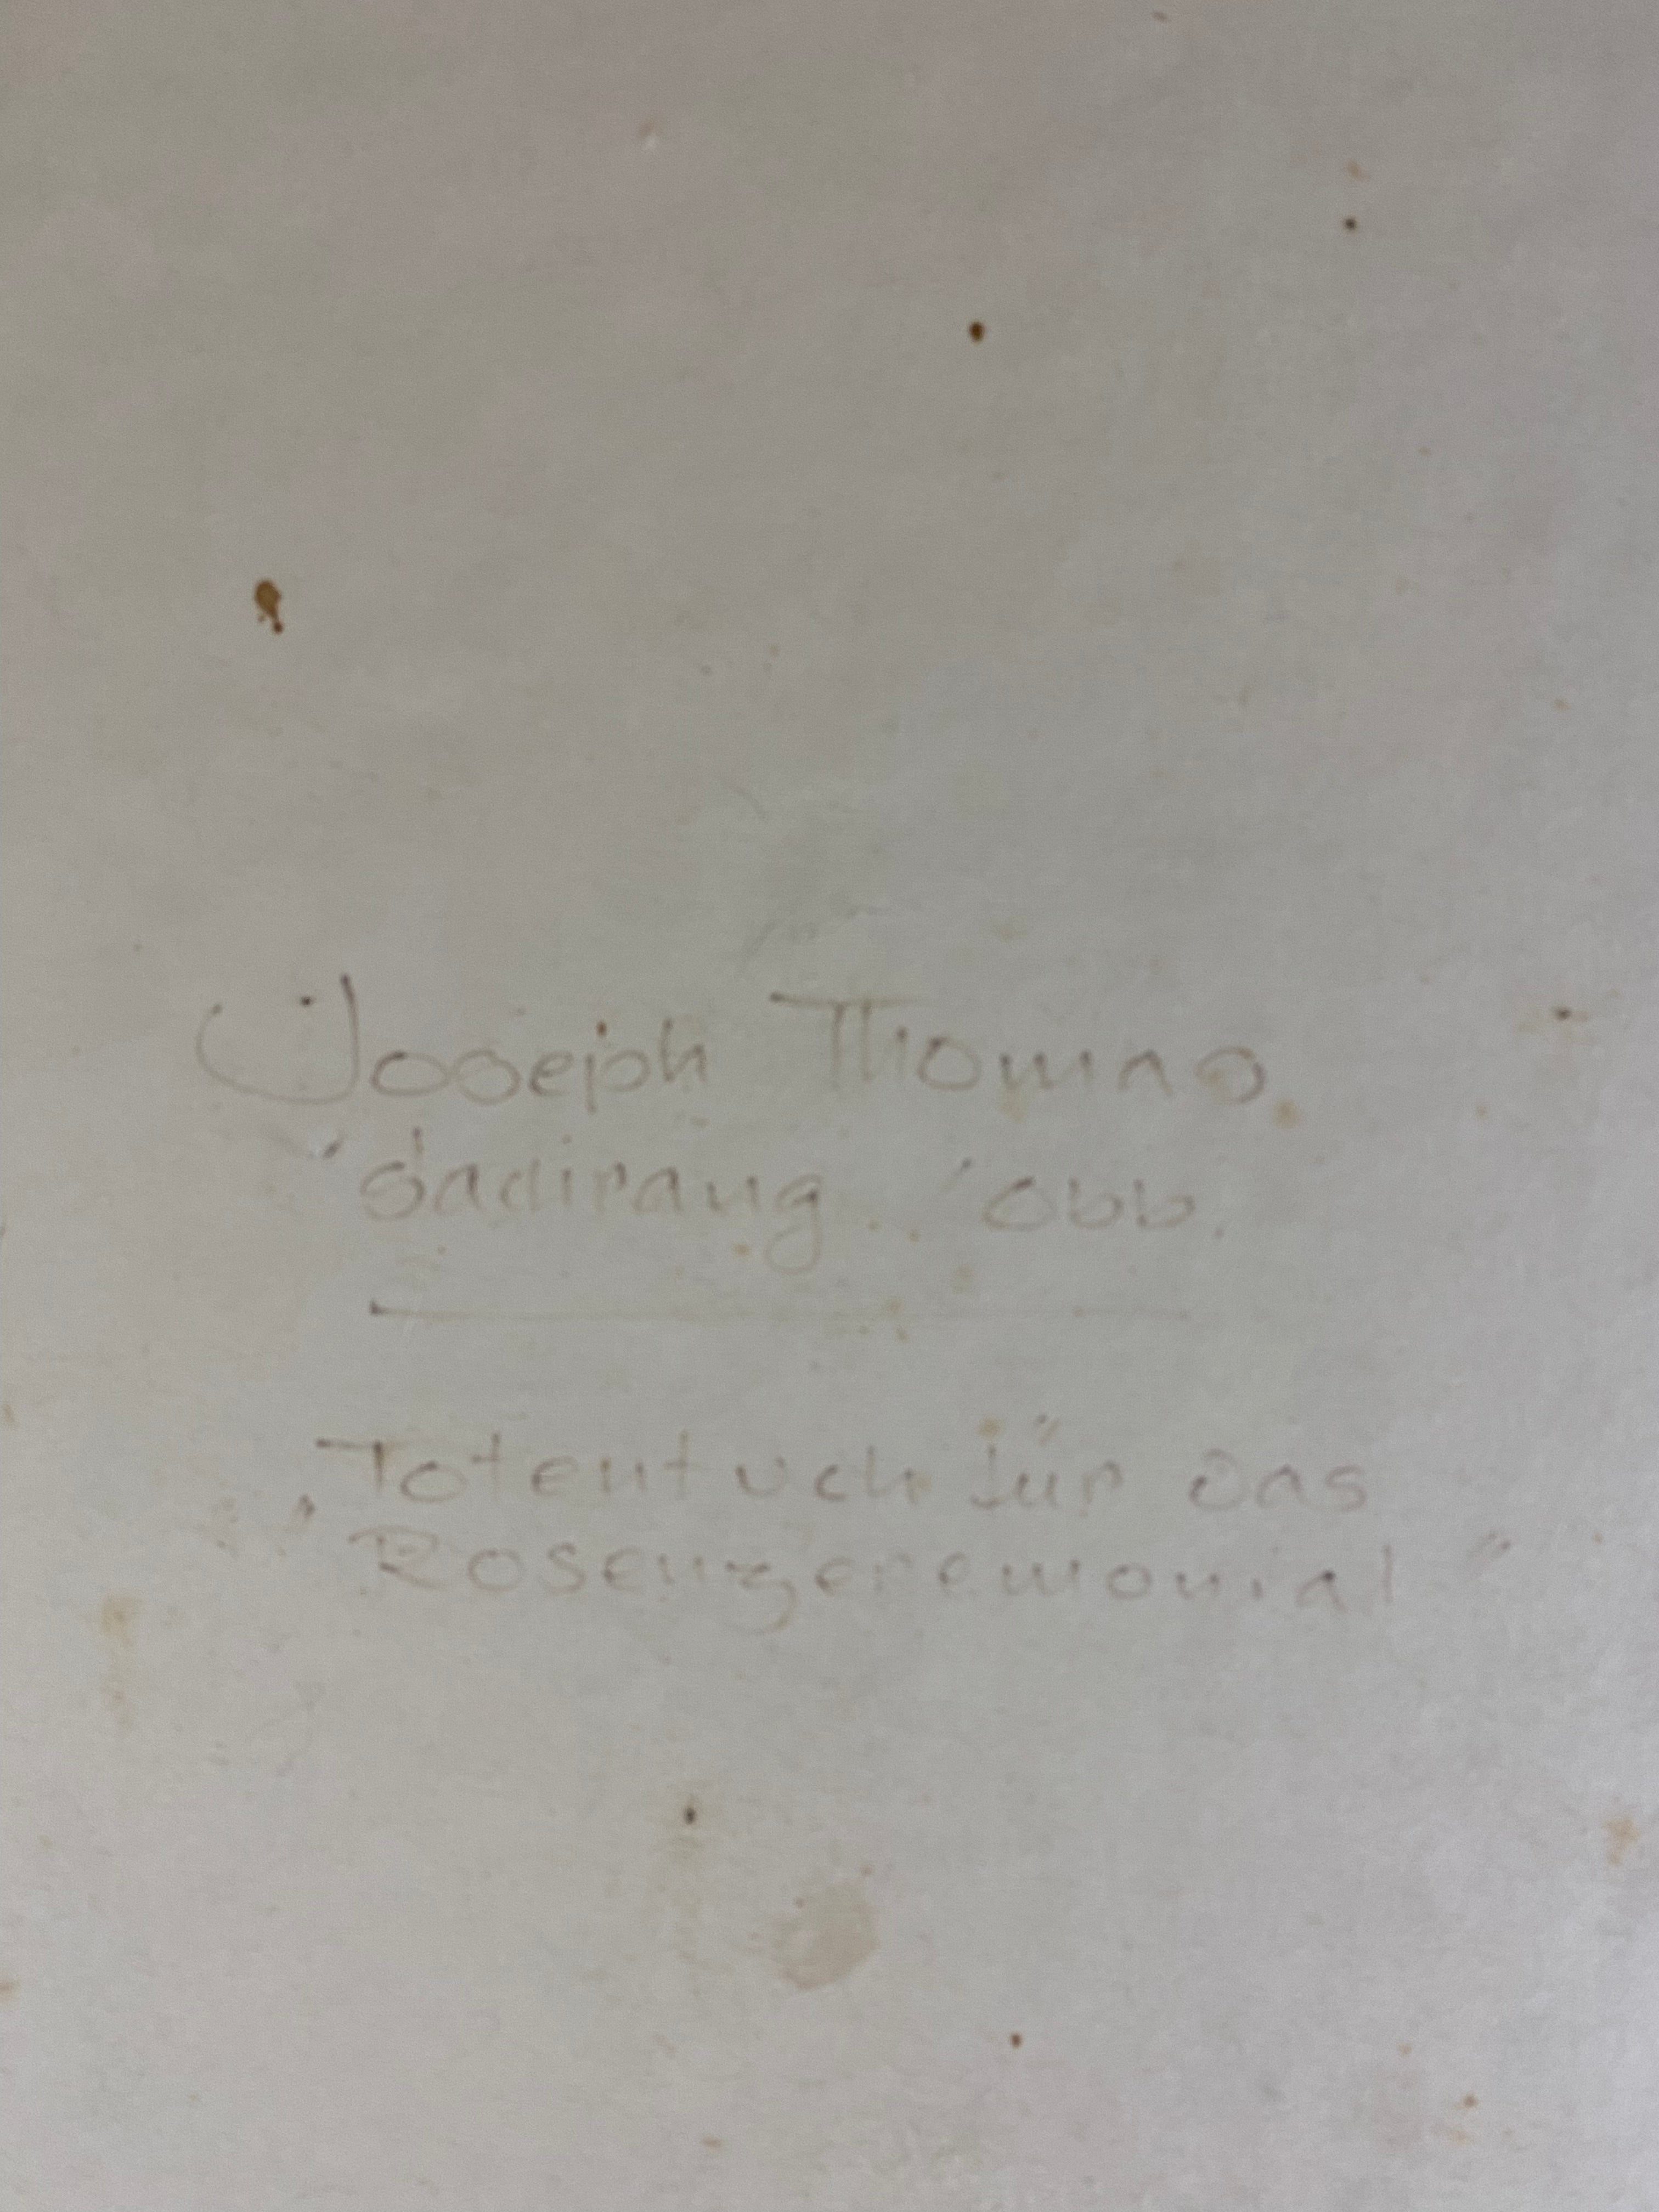 Joseph Thomas
Sachrang. Obb.
Totentuch für das
Rosenzeremonial"